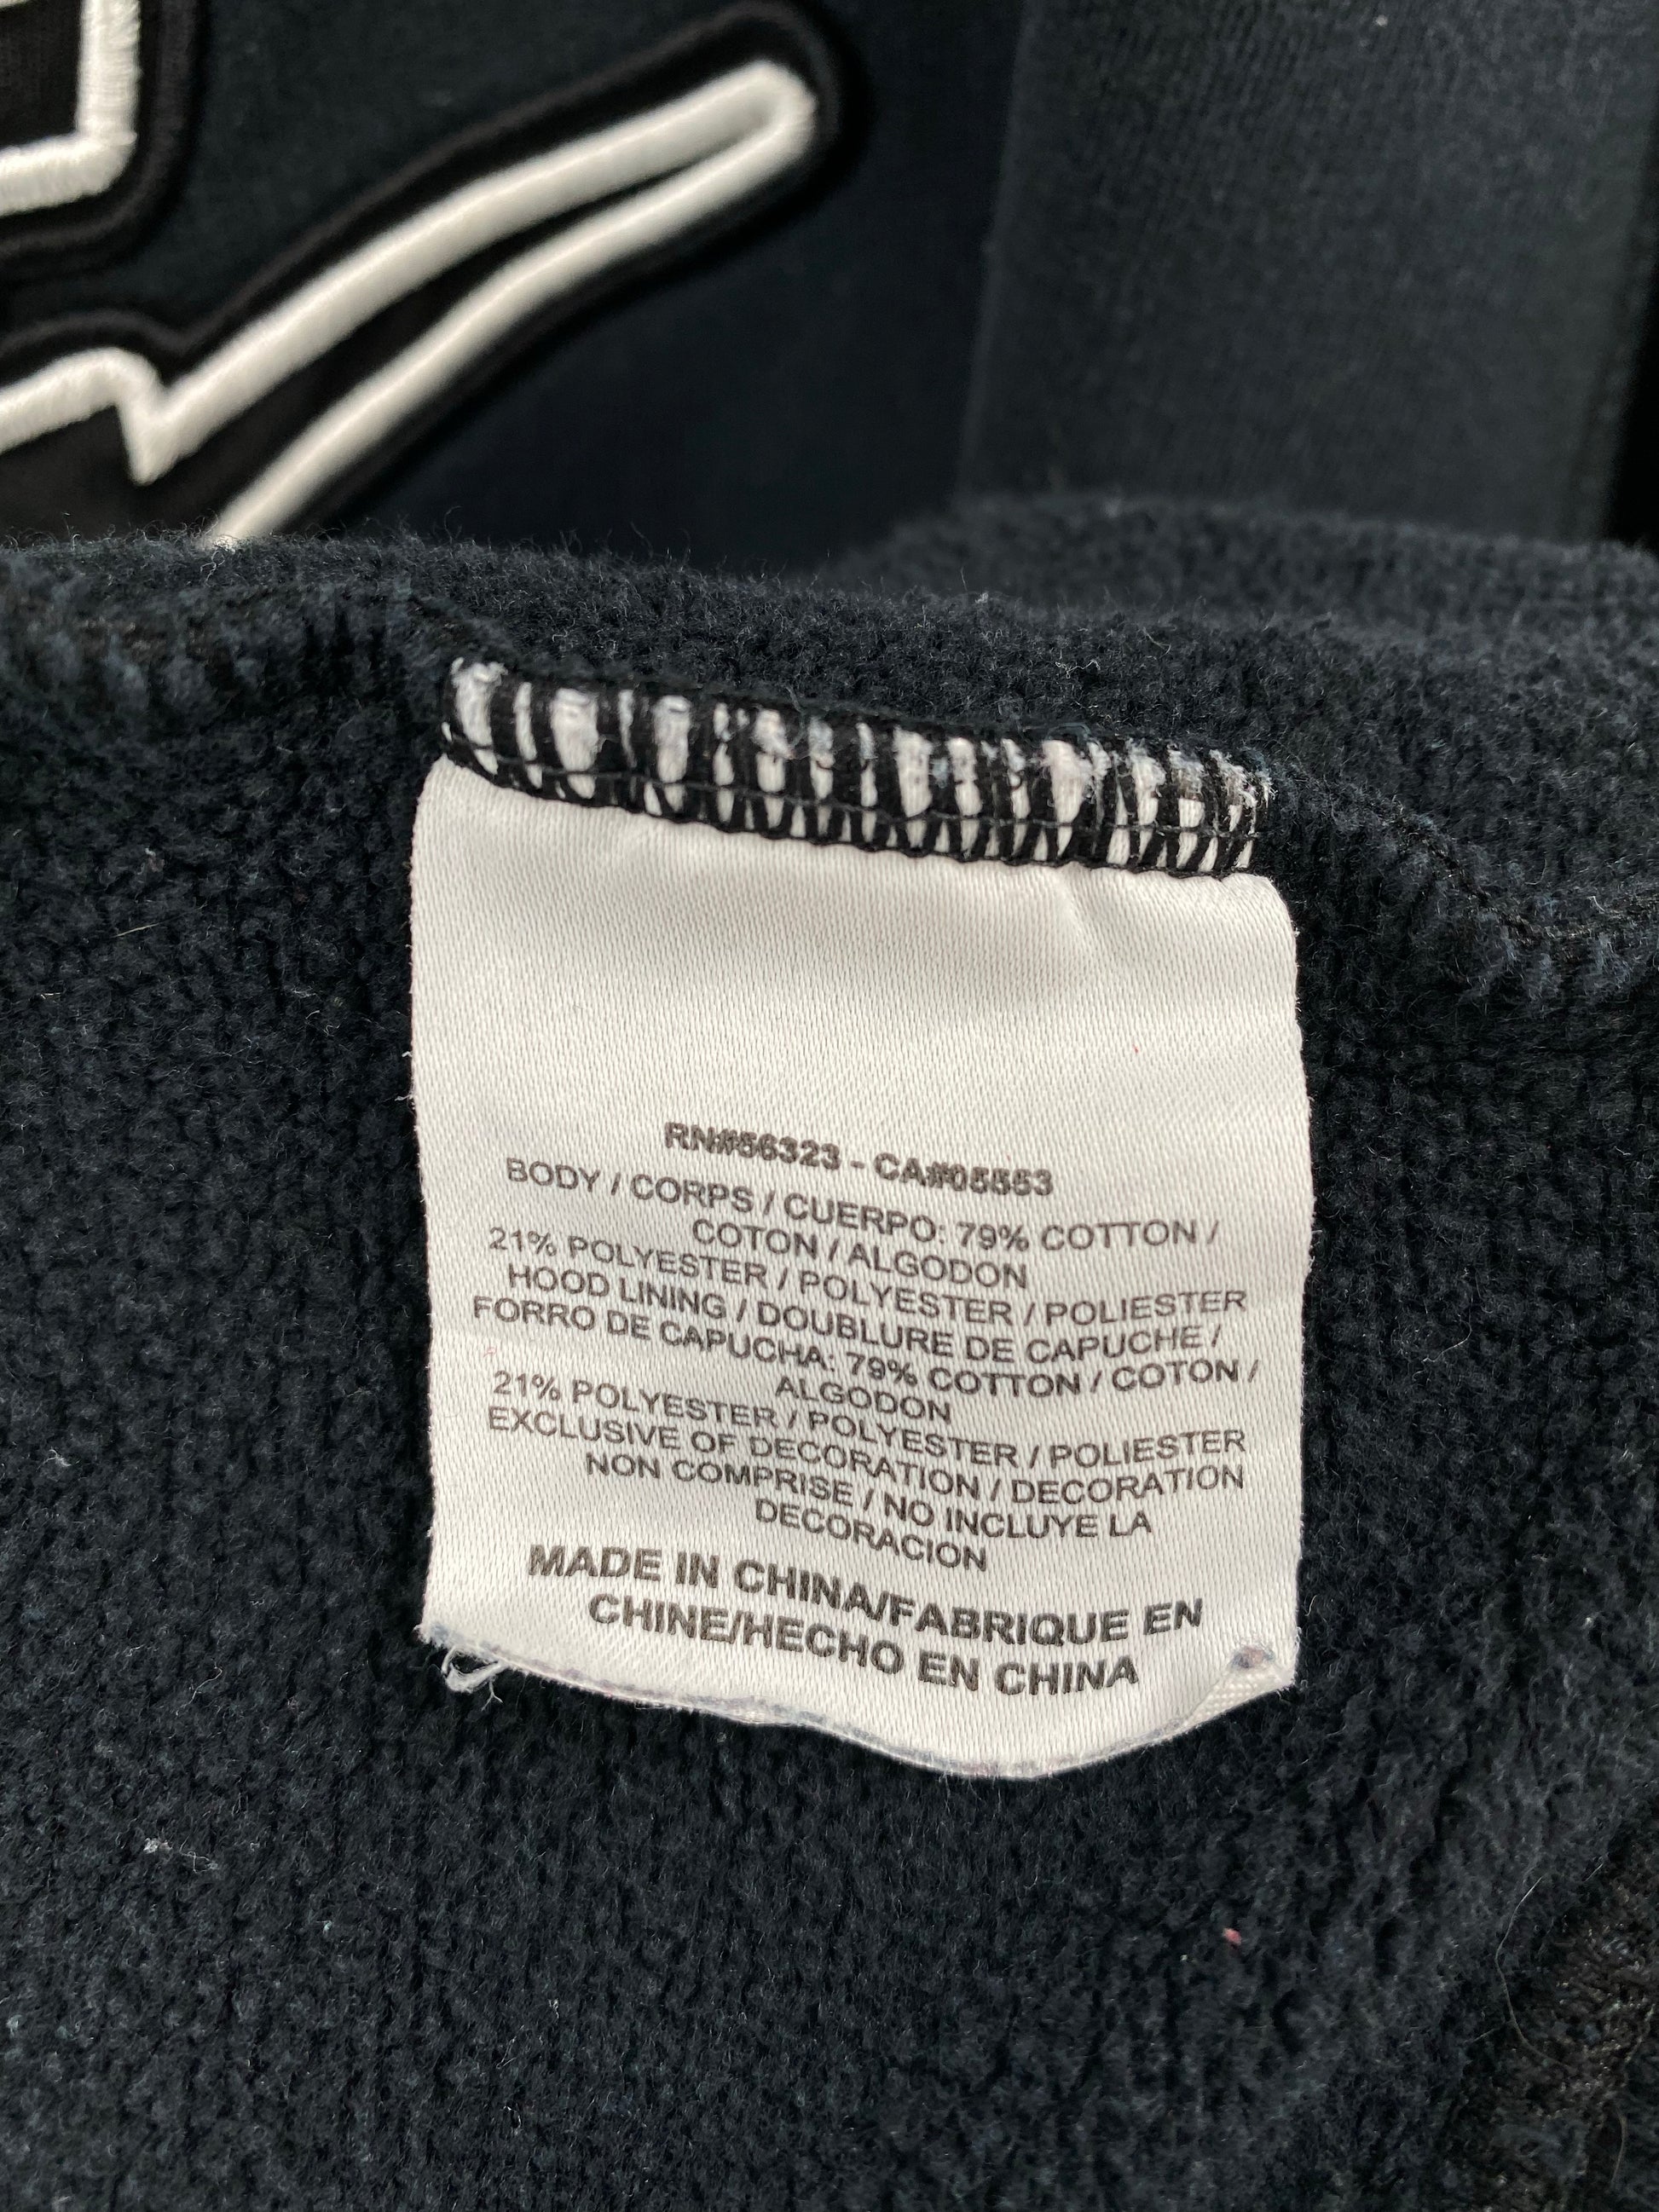 RN#56323 - CA#05553
BODY / CORPS / CUERPO: 79% COTTON /
COTON / ALGODON
21% POLYESTER / POLYESTER / POLIESTER
HOOD LINING / DOUBLURE DE CAPUCHE /
FORRO DE CAPUCHA: 79% COTTON / COTON /
ALGODON
21% POLYESTER / POLYESTER / POLIESTER
EXCLUSIVE OF DECORATION / DECORATION
NON COMPRISE / NO INCLUYE LA
DECORACION
MADE IN CHINA/FABRIQUE EN
CHINE/HECHO EN CHINA